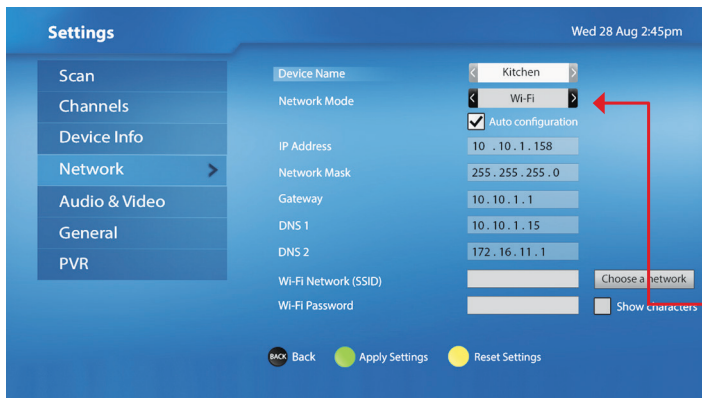 Settings
Wed 28 Aug 2:45pm
Scan
Channels
Device Info
Network
Audio & Video
General
PVR
Device Name
Kitchen
Network Mode
Wi-Fi
Auto configuration
IP Address
10 . 10 . 1 . 158
Network Mask
255 . 255 . 255 . 0
Gateway
10 . 10 . 1 . 1
DNS 1
10 . 10 . 1 . 15
DNS 2
172 . 16 . 11 . 1
Wi-Fi Network (SSID)
Choose a network
Wi-Fi Password
Show characters
BACK Back
Apply Settings
Reset Settings